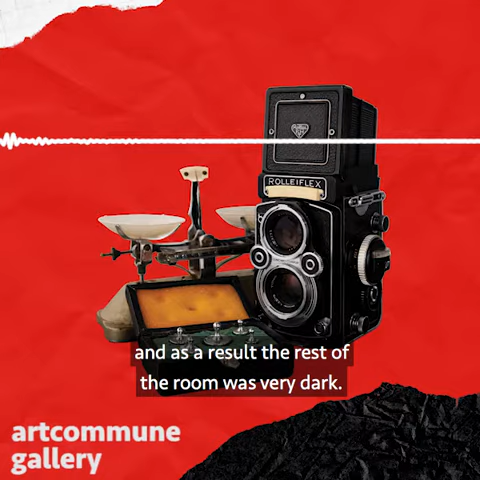 ROLLEIFLEX
and as a result the rest of
the room was very dark.
artcommune
gallery